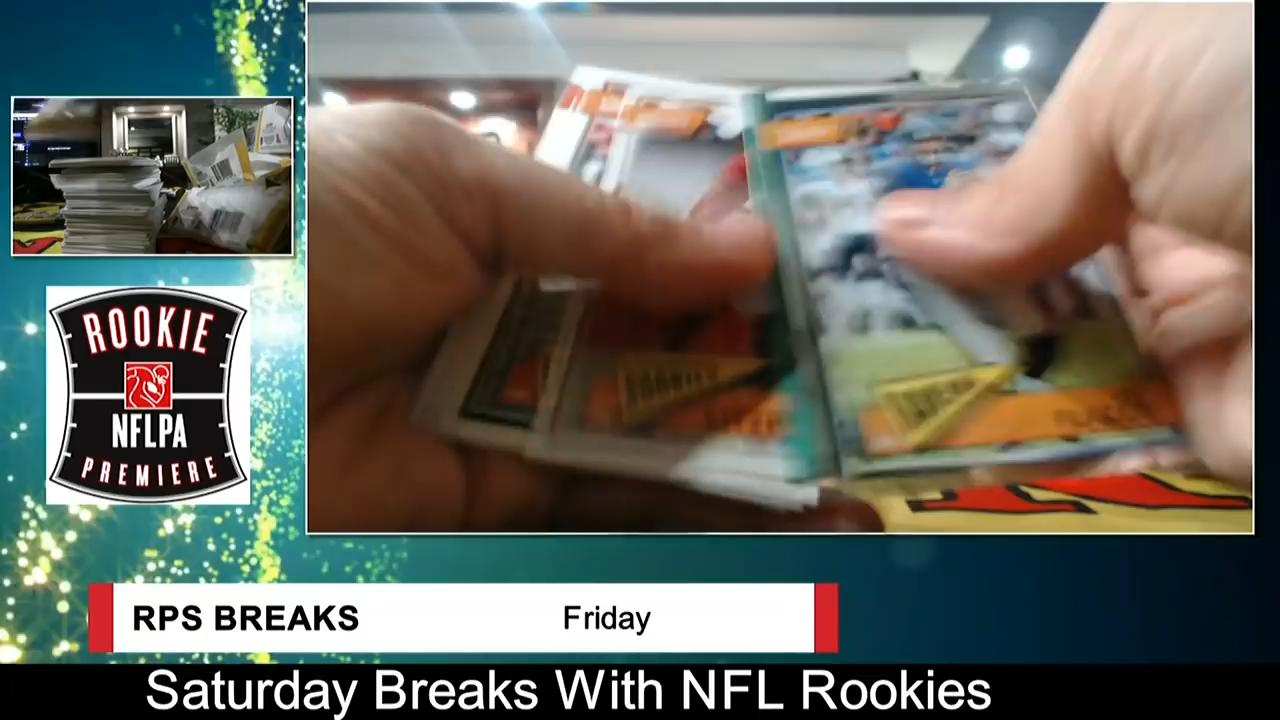 ROOKIE
NFLPA
PREMIERE
RPS BREAKS
Friday
Saturday Breaks With NFL Rookies